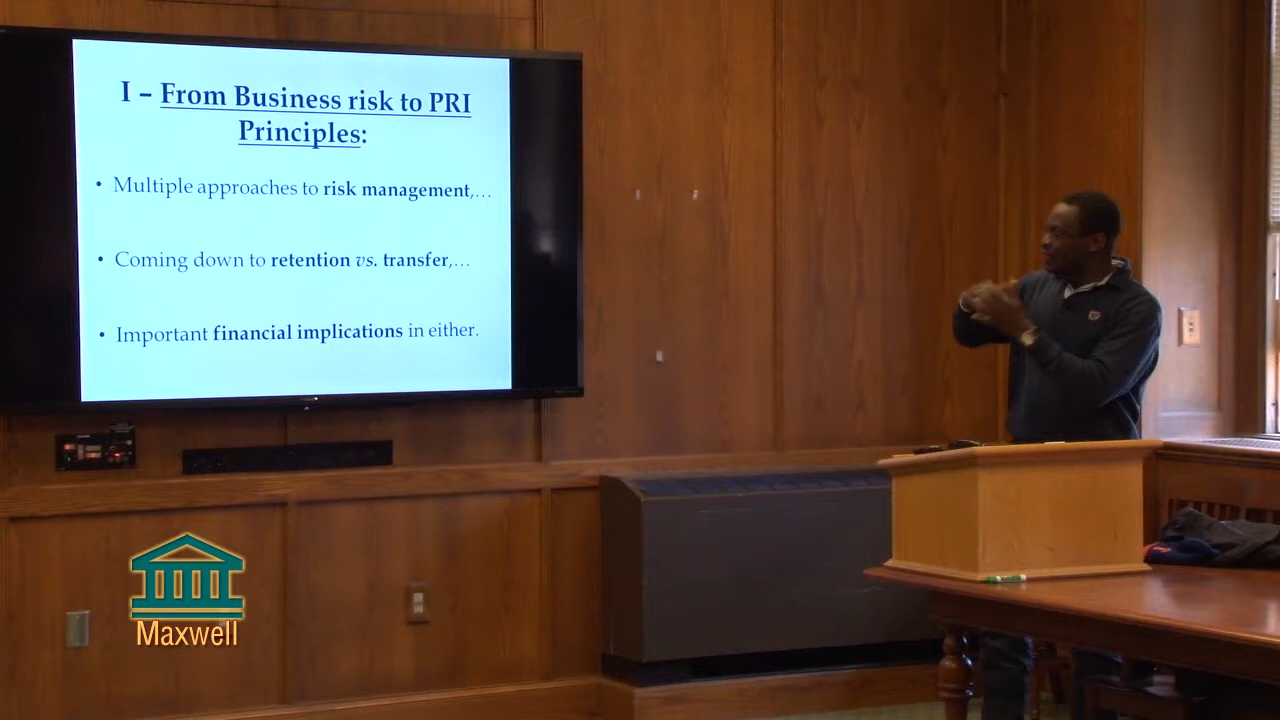 I – From Business risk to PRI
Principles:
• Multiple approaches to risk management,…
• Coming down to retention vs. transfer,…
• Important financial implications in either.
Maxwell